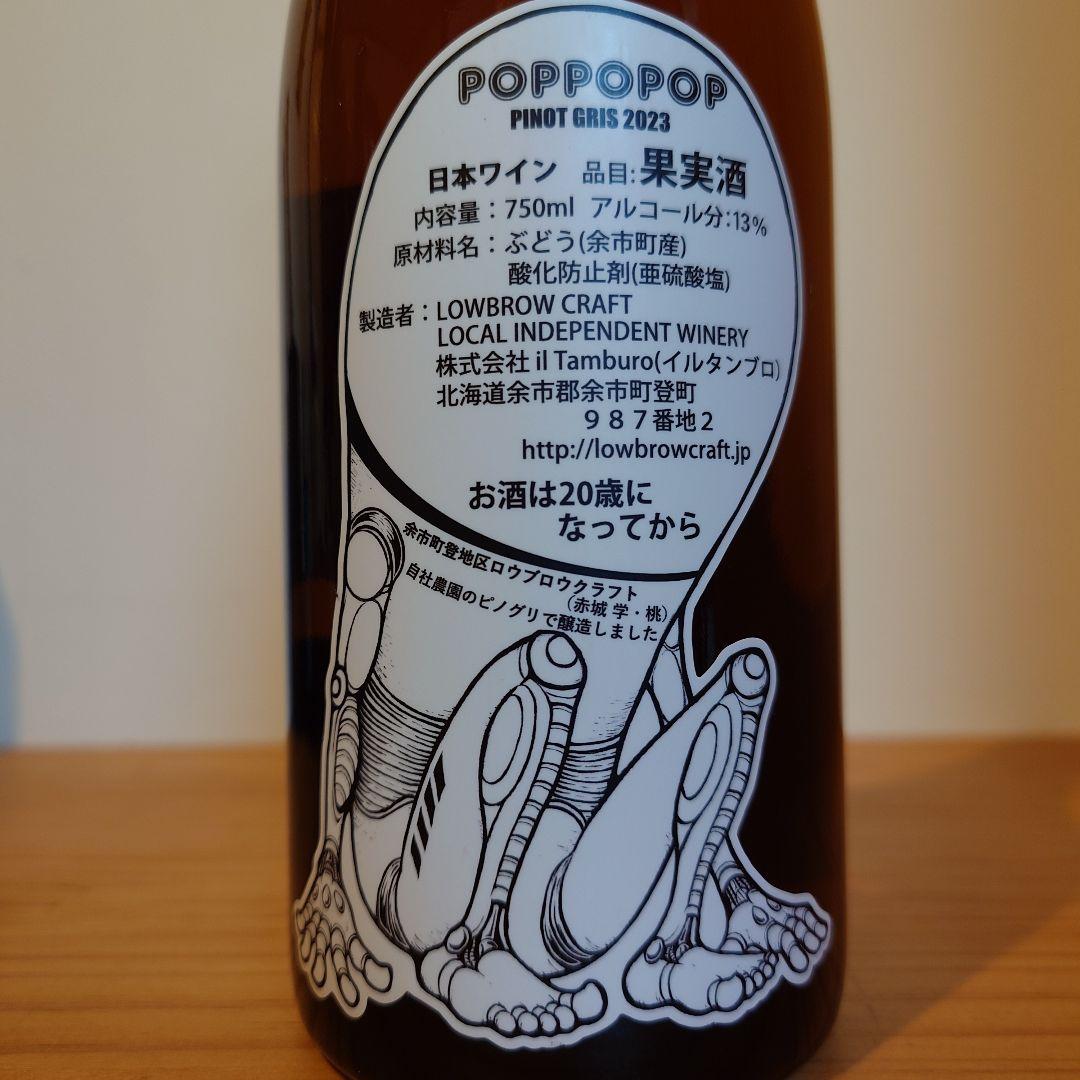 POPPOPOP
PINOT GRIS 2023
日本ワイン 品目:果実酒
内容量：750ml アルコール分:13%
原材料名：ぶどう(余市町産)
酸化防止剤(亜硫酸塩)
製造者：LOWBROW CRAFT
LOCAL INDEPENDENT WINERY
株式会社 il Tamburo(イルタンブロ)
北海道余市郡余市町登町
９８７番地２
http://lowbrowcraft.jp
お酒は20歳に
なってから
余市町登地区ロウブロウクラフト
(赤城 学・桃)
自社農園のピノグリで醸造しました